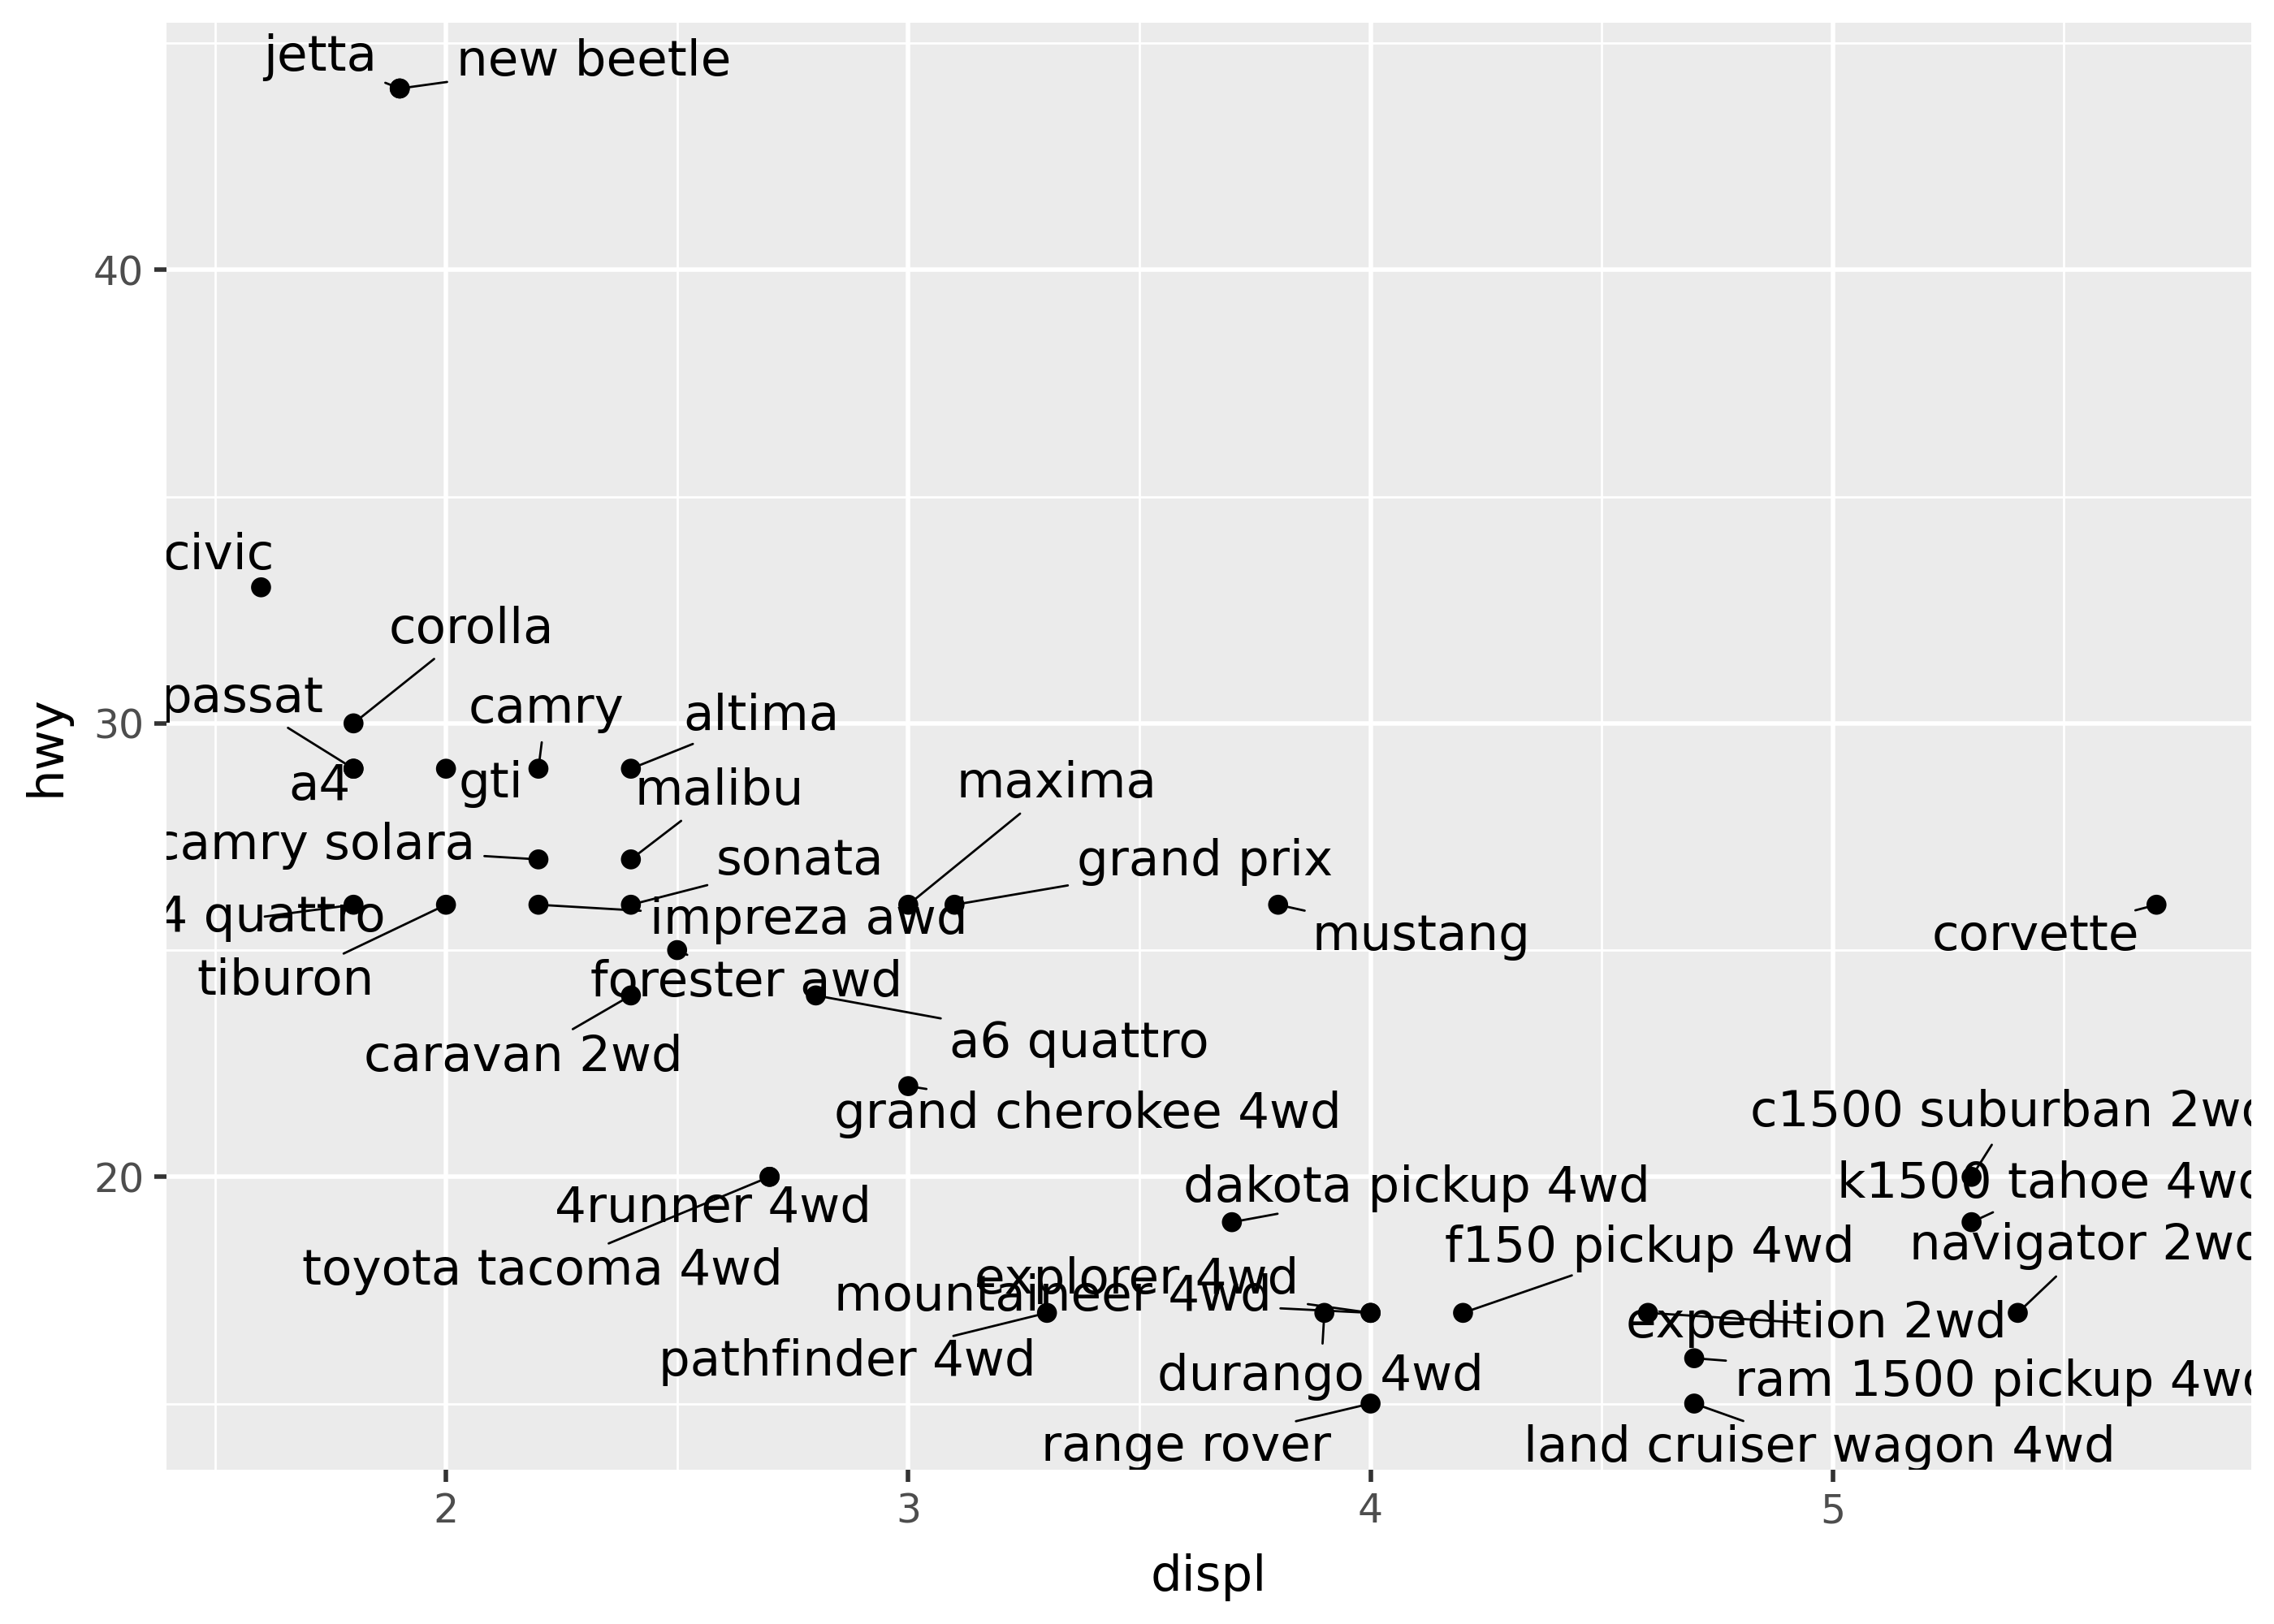 jetta
new beetle
40
civic
corolla
passat
camry
altima
30
a4
gti
malibu
maxima
camry solara
sonata
grand prix
4 quattro
impreza awd
mustang
corvette
tiburon
forester awd
caravan 2wd
a6 quattro
grand cherokee 4wd
c1500 suburban 2wd
20
dakota pickup 4wd
k1500 tahoe 4wd
4runner 4wd
f150 pickup 4wd
navigator 2wd
toyota tacoma 4wd
explorer 4wd
mountaineer 4wd
expedition 2wd
pathfinder 4wd
durango 4wd
ram 1500 pickup 4wd
range rover
land cruiser wagon 4wd
2
3
4
5
displ
hwy